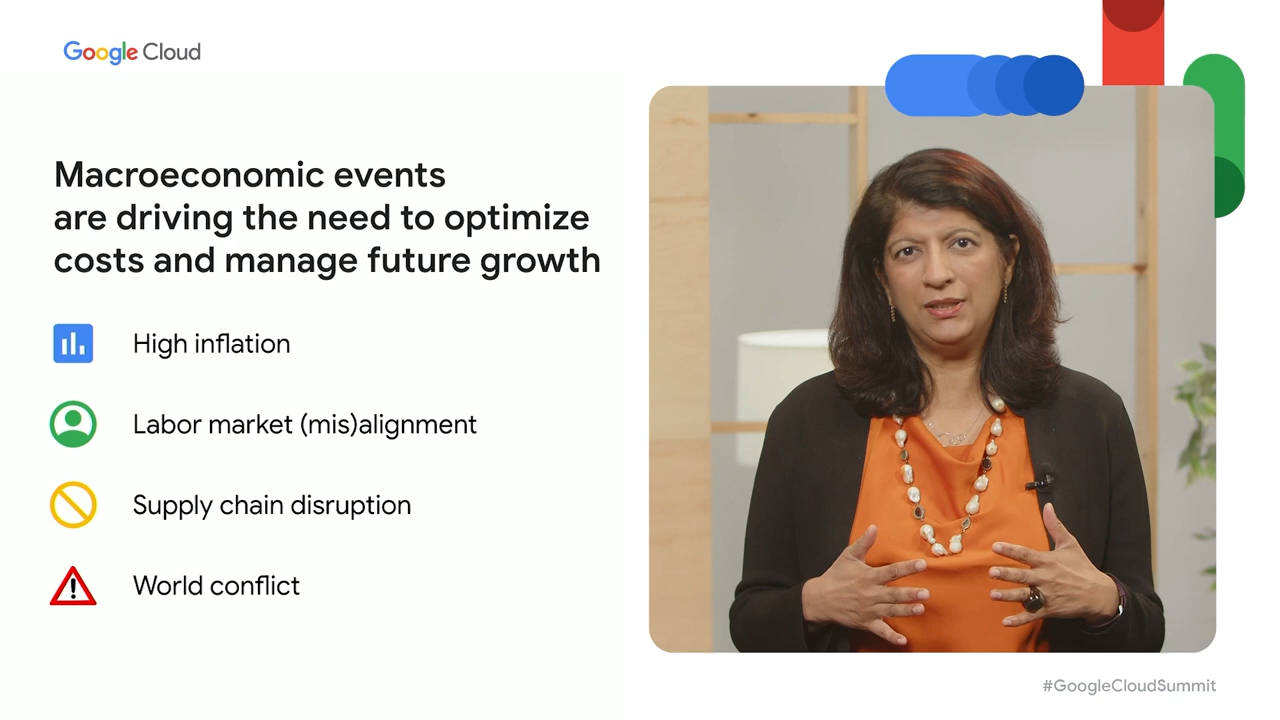 Google Cloud
Macroeconomic events
are driving the need to optimize
costs and manage future growth
High inflation
Labor market (mis)alignment
Supply chain disruption
World conflict
#GoogleCloudSummit